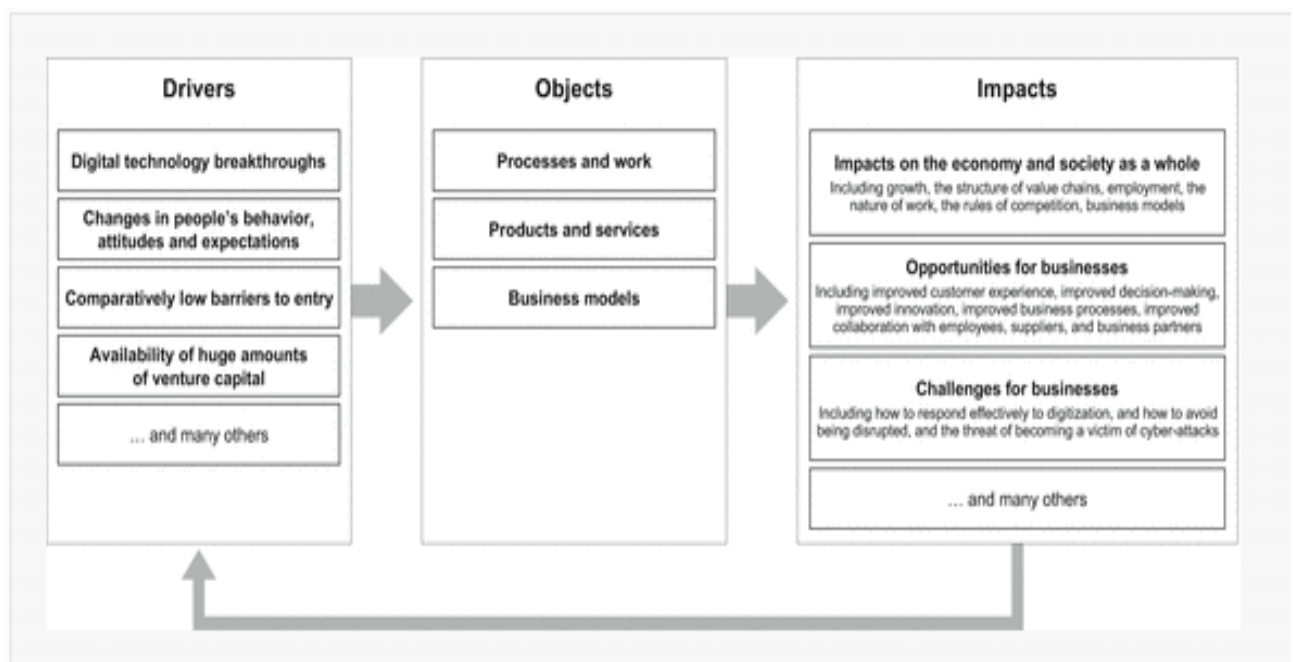 Drivers
Digital technology breakthroughs
Changes in people's behavior,
attitudes and expectations
Comparatively low barriers to entry
Availability of huge amounts
of venture capital
... and many others
Objects
Processes and work
Products and services
Business models
Impacts
Impacts on the economy and society as a whole
Including growth, the structure of value chains, employment, the
nature of work, the rules of competition, business models
Opportunities for businesses
Including improved customer experience, improved decision-making,
improved innovation, improved business processes, improved
collaboration with employees, suppliers, and business partners
Challenges for businesses
Including how to respond effectively to digitization, and how to avoid
being disrupted, and the threat of becoming a victim of cyber-attacks
... and many others